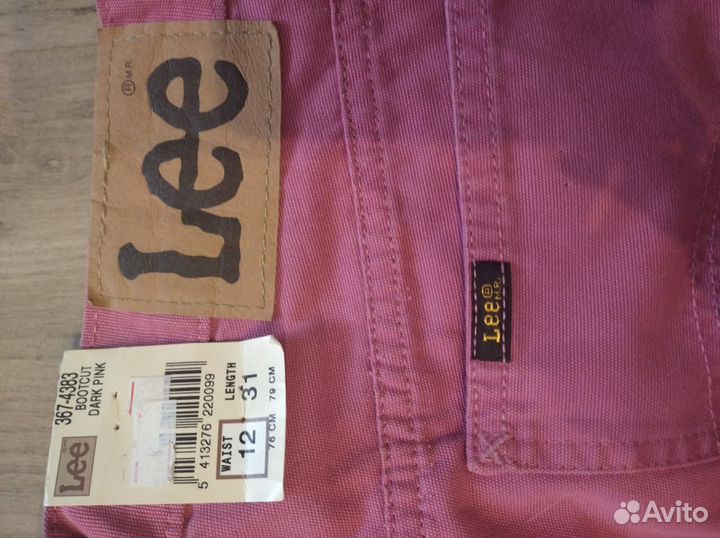 Lee
® M.R.
Lee® M.R.
Lee
367-4383
BOOTCUT
DARK PINK
5 413276 220099
WAIST
12
76 CM
LENGTH
31
79 CM
Avito